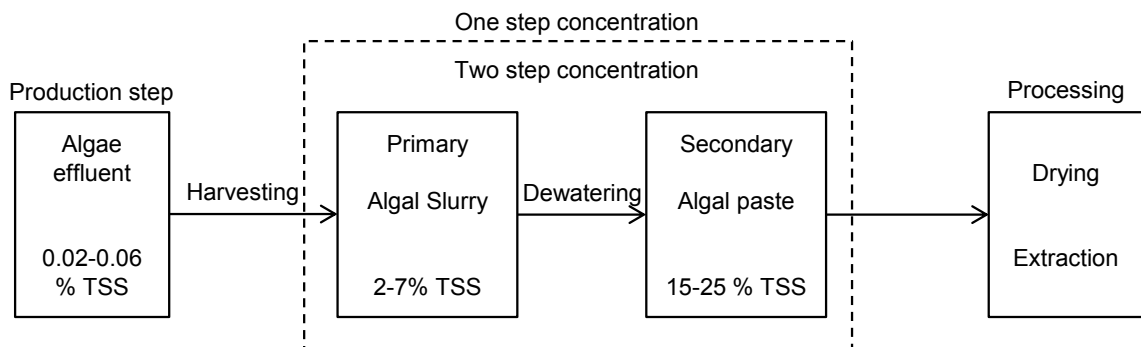 One step concentration
Two step concentration
Production step
Algae
effluent
0.02-0.06
% TSS
Harvesting
Primary
Algal Slurry
2-7% TSS
Dewatering
Secondary
Algal paste
15-25 % TSS
Processing
Drying
Extraction